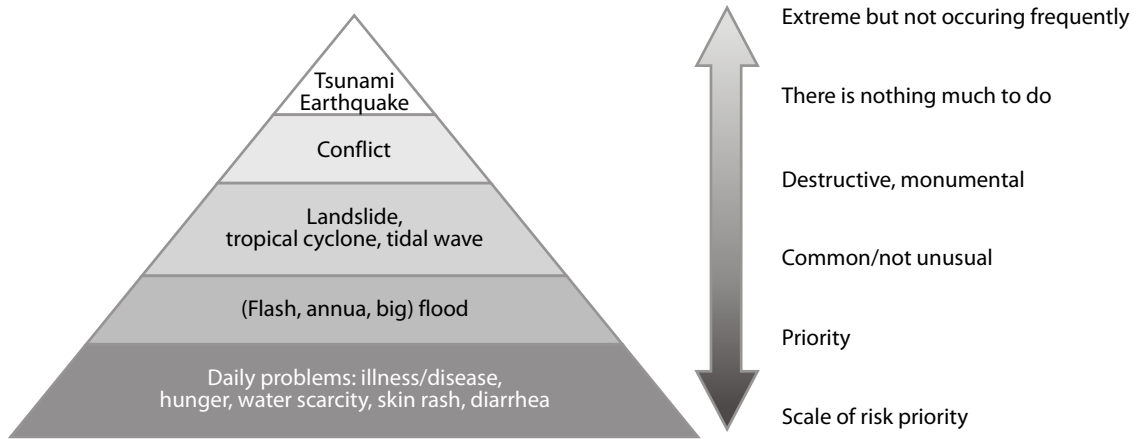 Tsunami
Earthquake
Conflict
Landslide,
tropical cyclone, tidal wave
(Flash, annua, big) flood
Daily problems: illness/disease,
hunger, water scarcity, skin rash, diarrhea
Extreme but not occuring frequently
There is nothing much to do
Destructive, monumental
Common/not unusual
Priority
Scale of risk priority